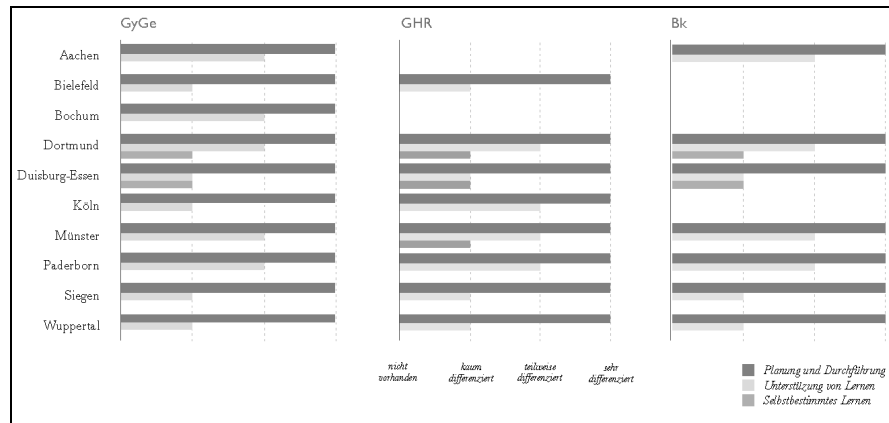 GyGe
GHR
Bk
Aachen
Bielefeld
Bochum
Dortmund
Duisburg-Essen
Köln
Münster
Paderborn
Siegen
Wuppertal
nicht vorhanden
kaum differenziert
teilweise differenziert
sehr differenziert
Planung und Durchführung
Unterstüzung von Lernen
Selbstbestimmtes Lernen